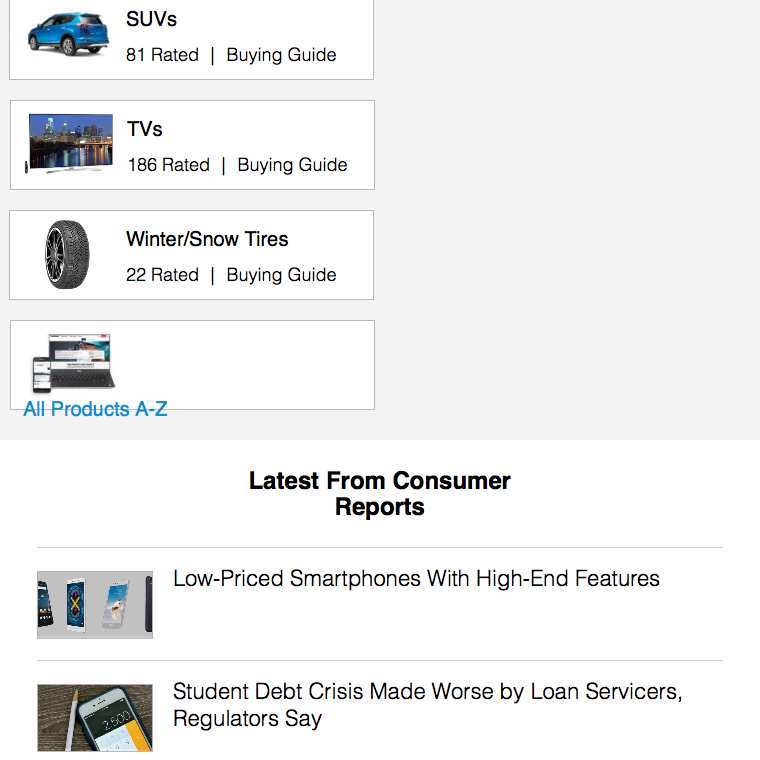 SUVs
81 Rated | Buying Guide
TVs
186 Rated | Buying Guide
Winter/Snow Tires
22 Rated | Buying Guide
All Products A-Z
Latest From Consumer
Reports
Low-Priced Smartphones With High-End Features
Student Debt Crisis Made Worse by Loan Servicers,
Regulators Say
2,500